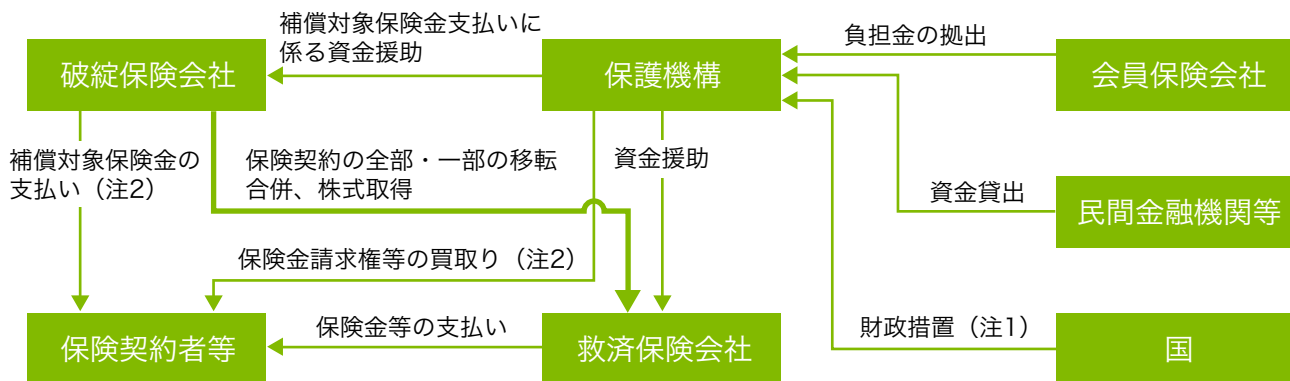 補償対象保険金支払いに
係る資金援助
負担金の拠出
破綻保険会社
保護機構
会員保険会社
補償対象保険金の
支払い（注2）
保険契約の全部・一部の移転
合併、株式取得
資金援助
資金貸出
民間金融機関等
保険金請求権等の買取り（注2）
保険金等の支払い
財政措置（注1）
保険契約者等
救済保険会社
国